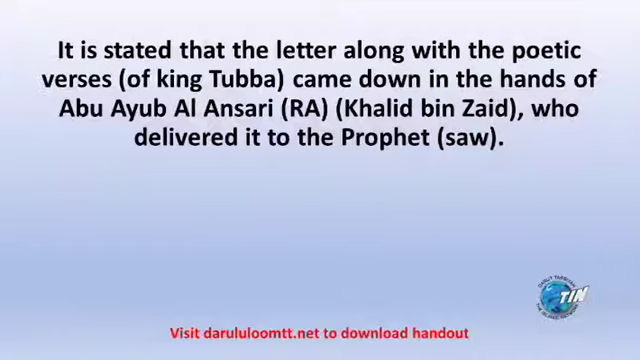 It is stated that the letter along with the poetic
verses (of king Tubba) came down in the hands of
Abu Ayub Al Ansari (RA) (Khalid bin Zaid), who
delivered it to the Prophet (saw).
TIN
Visit darululoomtt.net to download handout